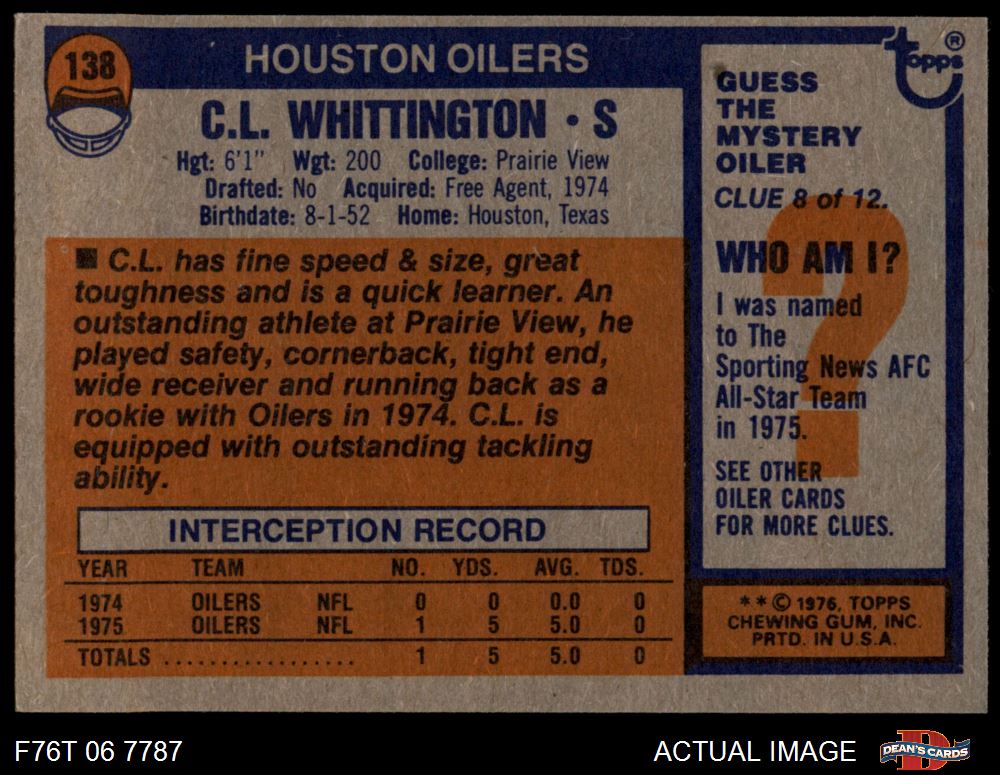 138
HOUSTON OILERS
C.L. WHITTINGTON • S
Hgt: 6'1" Wgt: 200 College: Prairie View
Drafted: No Acquired: Free Agent, 1974
Birthdate: 8-1-52 Home: Houston, Texas
■ C.L. has fine speed & size, great
toughness and is a quick learner. An
outstanding athlete at Prairie View, he
played safety, cornerback, tight end,
wide receiver and running back as a
rookie with Oilers in 1974. C.L. is
equipped with outstanding tackling
ability.
INTERCEPTION RECORD
YEAR TEAM NO. YDS. AVG. TDS.
1974 OILERS NFL 0 0 0.0 0
1975 OILERS NFL 1 5 5.0 0
TOTALS .................. 1 5 5.0 0
topps ®
GUESS
THE
MYSTERY
OILER
CLUE 8 of 12.
?
WHO AM I?
I was named
to The
Sporting News AFC
All-Star Team
in 1975.
SEE OTHER
OILER CARDS
FOR MORE CLUES.
* * © 1976, TOPPS
CHEWING GUM, INC.
PRTD. IN U.S.A.
F76T 06 7787
ACTUAL IMAGE
D
DEAN'S CARDS